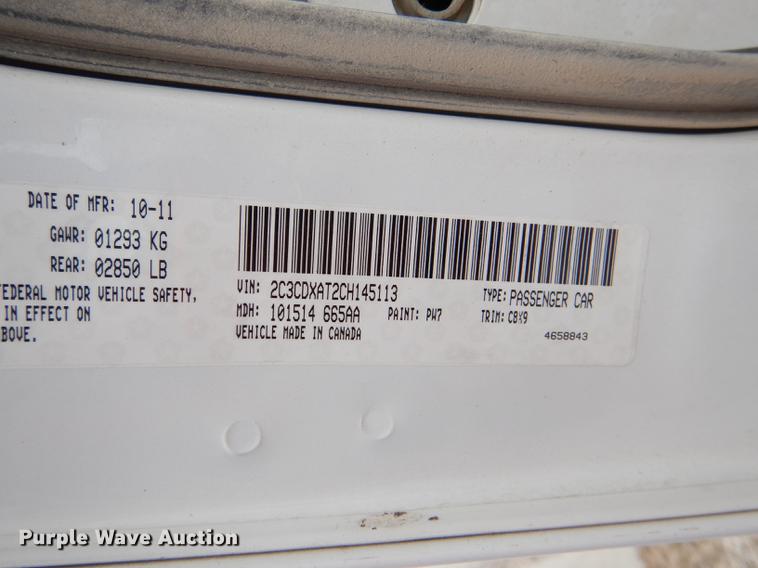 DATE OF MFR: 10-11
GAWR: 01293 KG
REAR: 02850 LB
FEDERAL MOTOR VEHICLE SAFETY,
IN EFFECT ON
ABOVE.
VIN: 2C3CDXAT2CH145113 TYPE: PASSENGER CAR
MDH: 101514 665AA PAINT: PW7 TRIM: C8X9
VEHICLE MADE IN CANADA 4658843
Purple Wave Auction